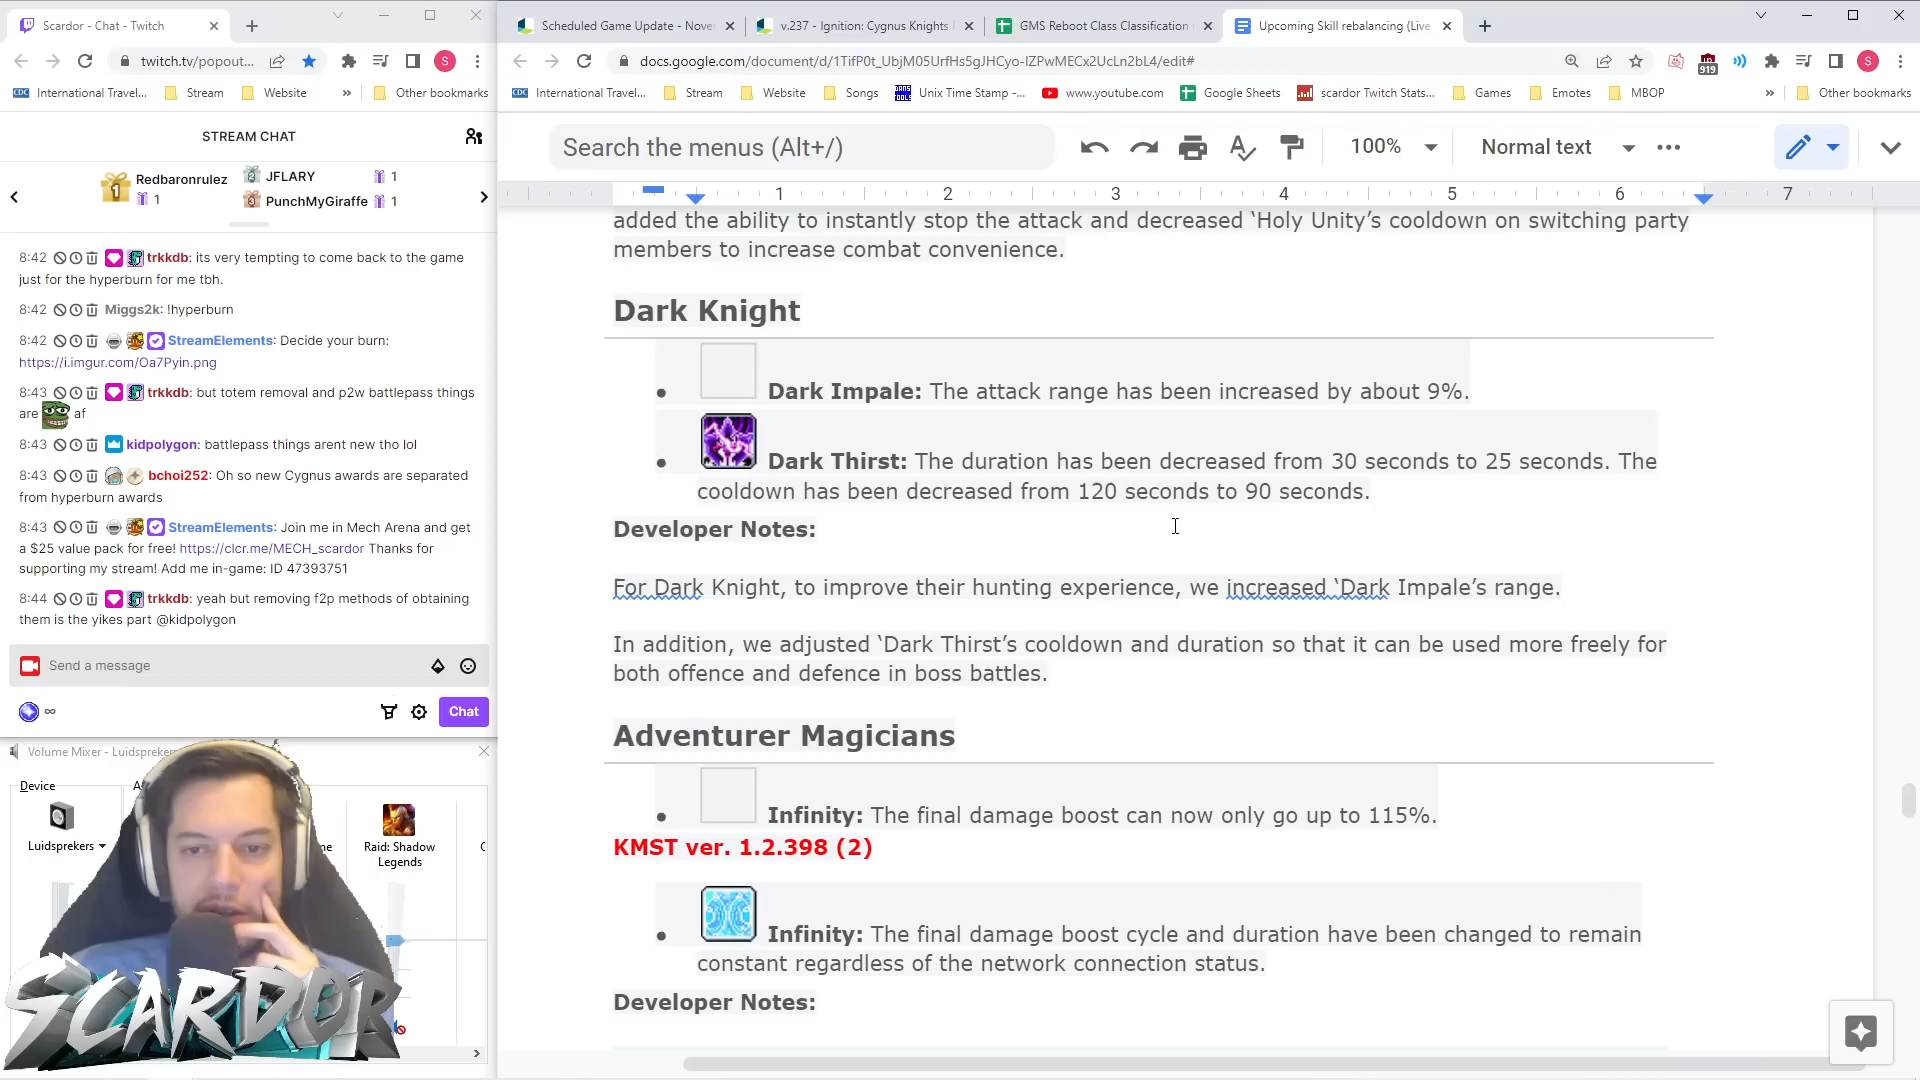 Scardor - Chat - Twitch
Scheduled Game Update - Nove
v.237 - Ignition: Cygnus Knights
GMS Reboot Class Classification
Upcoming Skill rebalancing (Live
twitch.tv/popout...
docs.google.com/document/d/1TifP0t_UbjM05UrfHs5gJHCyo-IZPwMECx2UcLn2bL4/edit#
S
919
S
CDC International Travel...
Stream
Website
»
Other bookmarks
CDC International Travel...
Stream
Website
Songs
Unix Time Stamp -...
www.youtube.com
Google Sheets
scardor Twitch Stats...
Games
Emotes
MBOP
»
Other bookmarks
STREAM CHAT
1 Redbaronrulez 1
2 JFLARY 1
3 PunchMyGiraffe 1
8:42 trkkdb: its very tempting to come back to the game
just for the hyperburn for me tbh.
8:42 Miggs2k: !hyperburn
8:42 StreamElements: Decide your burn:
https://i.imgur.com/Oa7Pyin.png
8:43 trkkdb: but totem removal and p2w battlepass things
are af
8:43 kidpolygon: battlepass things arent new tho lol
8:43 bchoi252: Oh so new Cygnus awards are separated
from hyperburn awards
8:43 StreamElements: Join me in Mech Arena and get
a $25 value pack for free! https://clcr.me/MECH_scardor Thanks for
supporting my stream! Add me in-game: ID 47393751
8:44 trkkdb: yeah but removing f2p methods of obtaining
them is the yikes part @kidpolygon
Send a message
∞
Chat
Volume Mixer - Luidspreker
Device
A
Luidsprekers
me
Raid: Shadow
Legends
SCARDOR
Search the menus (Alt+/)
100%
Normal text
1 2 3 4 5 6 7
added the ability to instantly stop the attack and decreased ‘Holy Unity’s cooldown on switching party
members to increase combat convenience.
Dark Knight
• Dark Impale: The attack range has been increased by about 9%.
• Dark Thirst: The duration has been decreased from 30 seconds to 25 seconds. The
cooldown has been decreased from 120 seconds to 90 seconds.
Developer Notes:
For Dark Knight, to improve their hunting experience, we increased ‘Dark Impale’s range.
In addition, we adjusted ‘Dark Thirst’s cooldown and duration so that it can be used more freely for
both offence and defence in boss battles.
Adventurer Magicians
• Infinity: The final damage boost can now only go up to 115%.
KMST ver. 1.2.398 (2)
• Infinity: The final damage boost cycle and duration have been changed to remain
constant regardless of the network connection status.
Developer Notes: